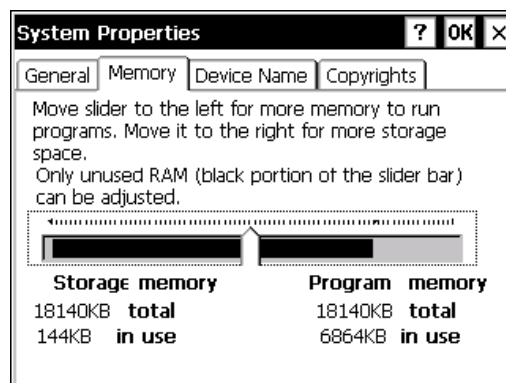 System Properties ? OK ×
General Memory Device Name Copyrights
Move slider to the left for more memory to run
programs. Move it to the right for more storage
space.
Only unused RAM (black portion of the slider bar)
can be adjusted.
Storage memory Program memory
18140KB total 18140KB total
144KB in use 6864KB in use